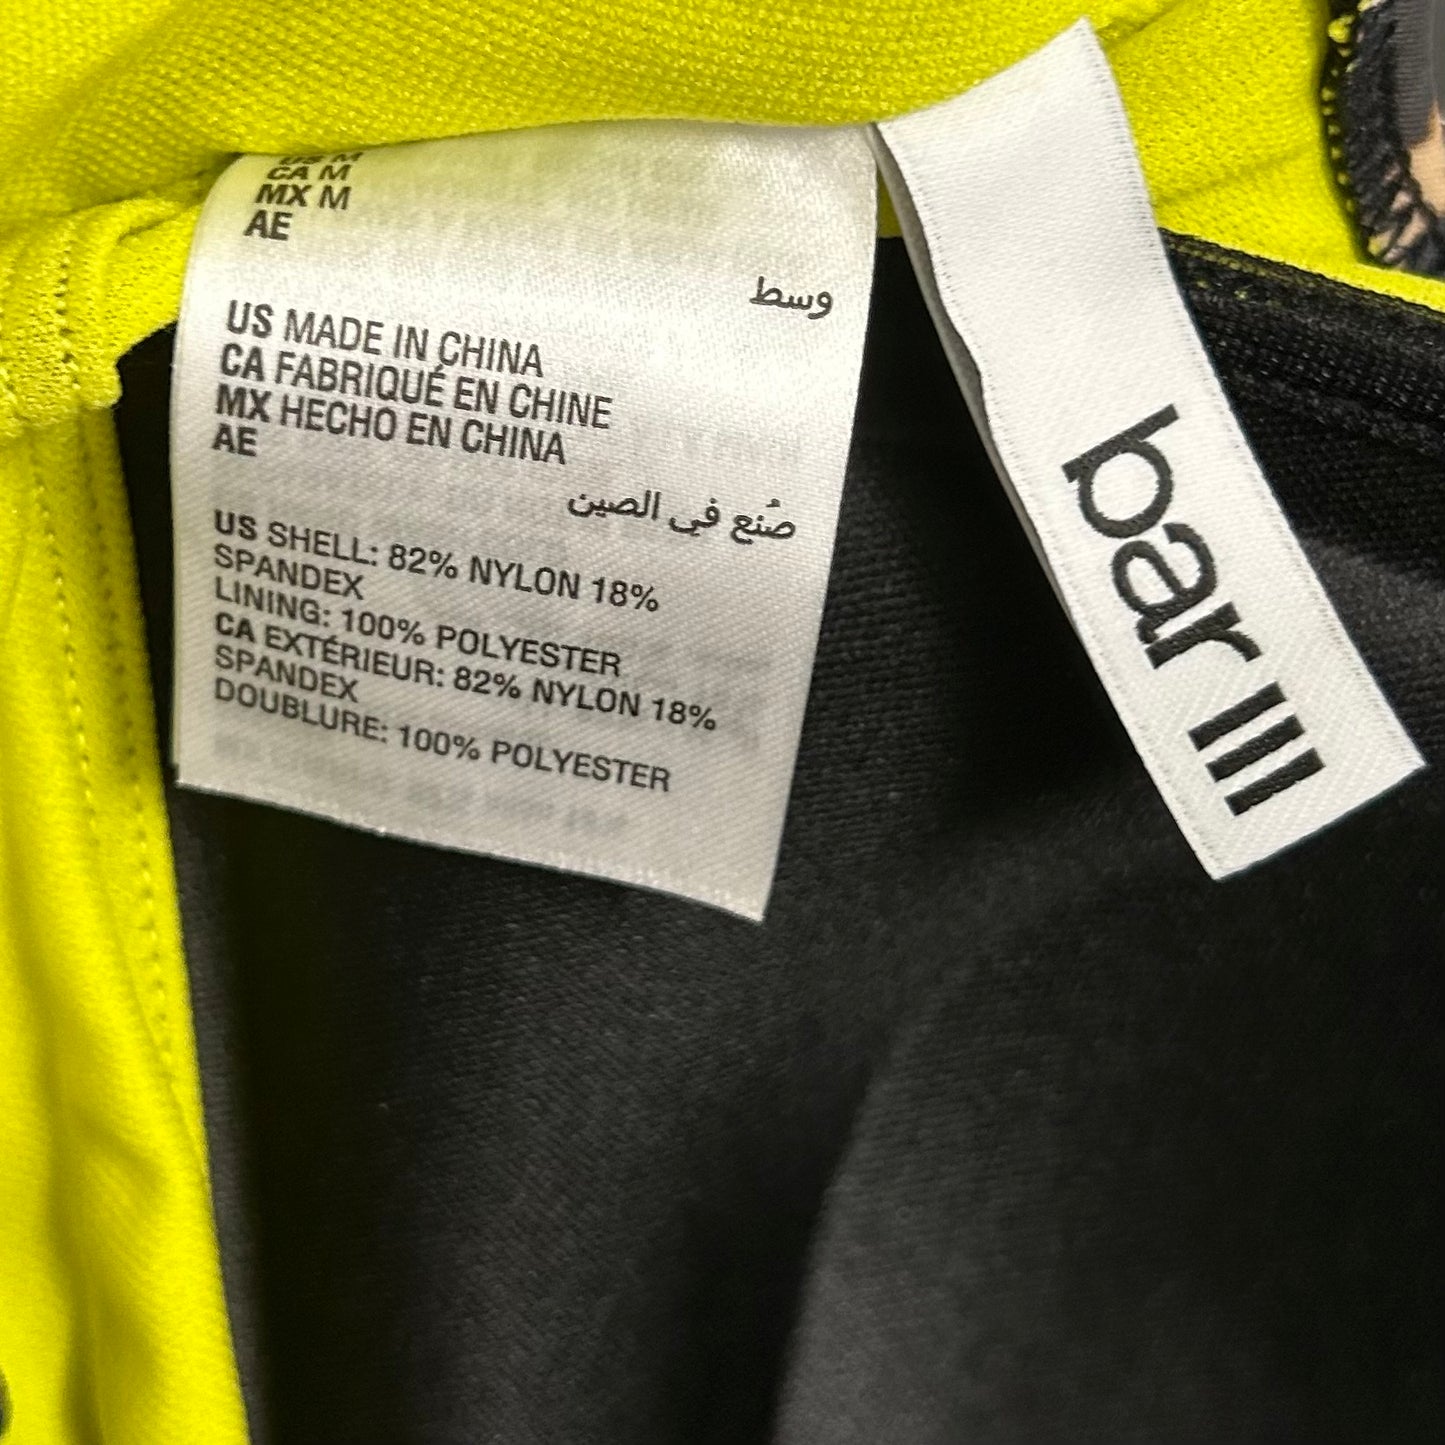 US M
CA M
MX M
AE
وسط
US MADE IN CHINA
CA FABRIQUÉ EN CHINE
MX HECHO EN CHINA
AE
صُنع في الصين
US SHELL: 82% NYLON 18%
SPANDEX
LINING: 100% POLYESTER
CA EXTÉRIEUR: 82% NYLON 18%
SPANDEX
DOUBLURE: 100% POLYESTER
bar III